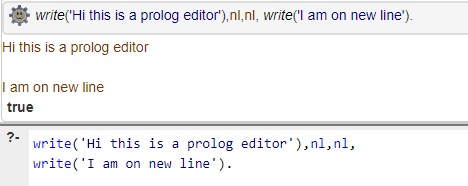 write('Hi this is a prolog editor'),nl,nl, write('I am on new line').
Hi this is a prolog editor
I am on new line
true
?-
write('Hi this is a prolog editor'),nl,nl,
write('I am on new line').